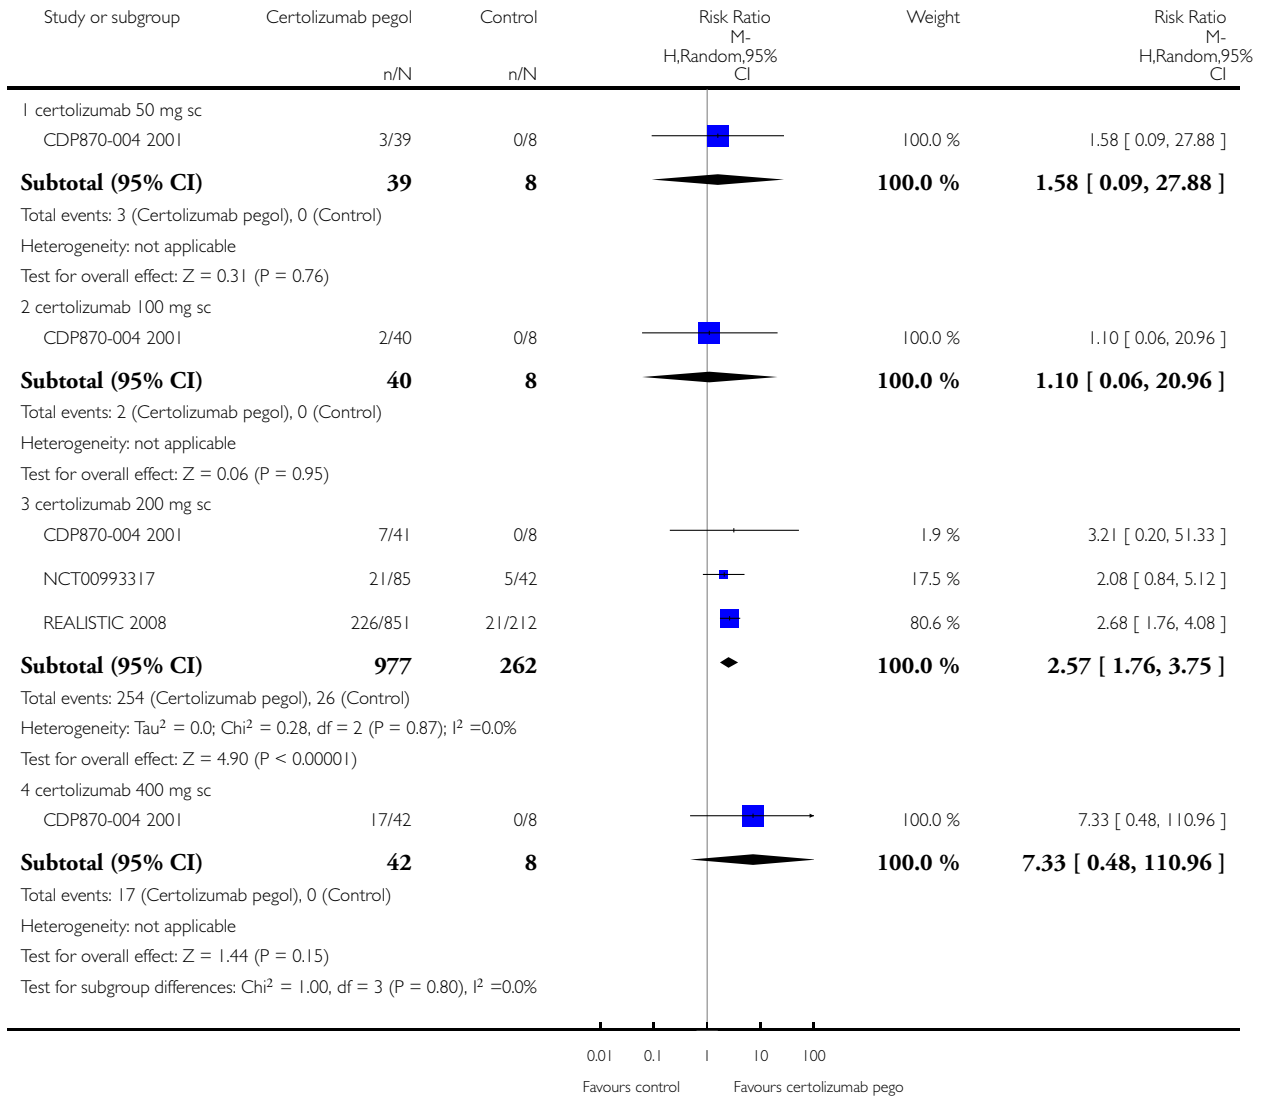 Study or subgroup Certolizumab pegol Control Risk Ratio Weight Risk Ratio
M- M-
H,Random,95% H,Random,95%
n/N n/N CI CI
1 certolizumab 50 mg sc
CDP870-004 2001 3/39 0/8 100.0 % 1.58 [ 0.09, 27.88 ]
Subtotal (95% CI) 39 8 100.0 % 1.58 [ 0.09, 27.88 ]
Total events: 3 (Certolizumab pegol), 0 (Control)
Heterogeneity: not applicable
Test for overall effect: Z = 0.31 (P = 0.76)
2 certolizumab 100 mg sc
CDP870-004 2001 2/40 0/8 100.0 % 1.10 [ 0.06, 20.96 ]
Subtotal (95% CI) 40 8 100.0 % 1.10 [ 0.06, 20.96 ]
Total events: 2 (Certolizumab pegol), 0 (Control)
Heterogeneity: not applicable
Test for overall effect: Z = 0.06 (P = 0.95)
3 certolizumab 200 mg sc
CDP870-004 2001 7/41 0/8 1.9 % 3.21 [ 0.20, 51.33 ]
NCT00993317 21/85 5/42 17.5 % 2.08 [ 0.84, 5.12 ]
REALISTIC 2008 226/851 21/212 80.6 % 2.68 [ 1.76, 4.08 ]
Subtotal (95% CI) 977 262 100.0 % 2.57 [ 1.76, 3.75 ]
Total events: 254 (Certolizumab pegol), 26 (Control)
Heterogeneity: Tau² = 0.0; Chi² = 0.28, df = 2 (P = 0.87); I² =0.0%
Test for overall effect: Z = 4.90 (P < 0.00001)
4 certolizumab 400 mg sc
CDP870-004 2001 17/42 0/8 100.0 % 7.33 [ 0.48, 110.96 ]
Subtotal (95% CI) 42 8 100.0 % 7.33 [ 0.48, 110.96 ]
Total events: 17 (Certolizumab pegol), 0 (Control)
Heterogeneity: not applicable
Test for overall effect: Z = 1.44 (P = 0.15)
Test for subgroup differences: Chi² = 1.00, df = 3 (P = 0.80), I² =0.0%
0.01 0.1 1 10 100
Favours control Favours certolizumab pego